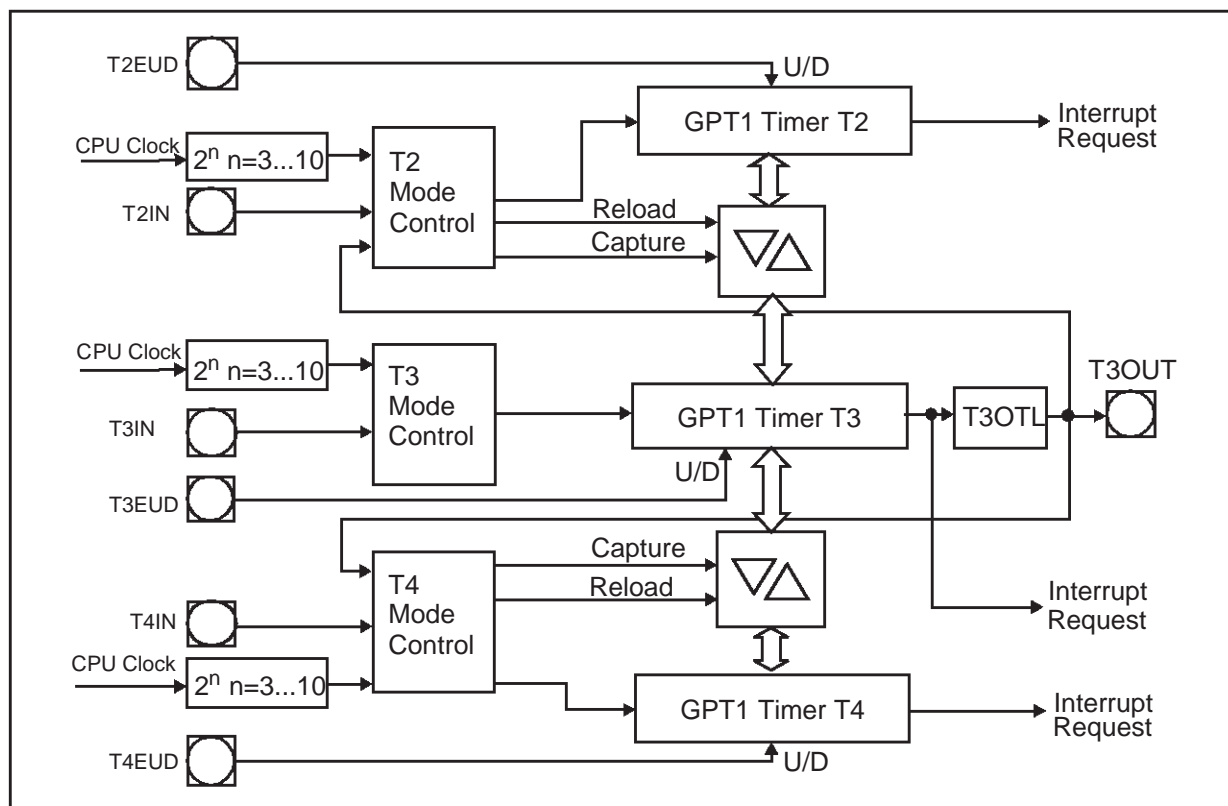 T2EUD
U/D
GPT1 Timer T2
Interrupt
Request
CPU Clock
2ⁿ n=3...10
T2
Mode
Control
T2IN
Reload
Capture
CPU Clock
2ⁿ n=3...10
T3
Mode
Control
T3IN
GPT1 Timer T3
T3OTL
T3OUT
U/D
T3EUD
Capture
Reload
T4
Mode
Control
T4IN
Interrupt
Request
CPU Clock
2ⁿ n=3...10
GPT1 Timer T4
Interrupt
Request
T4EUD
U/D